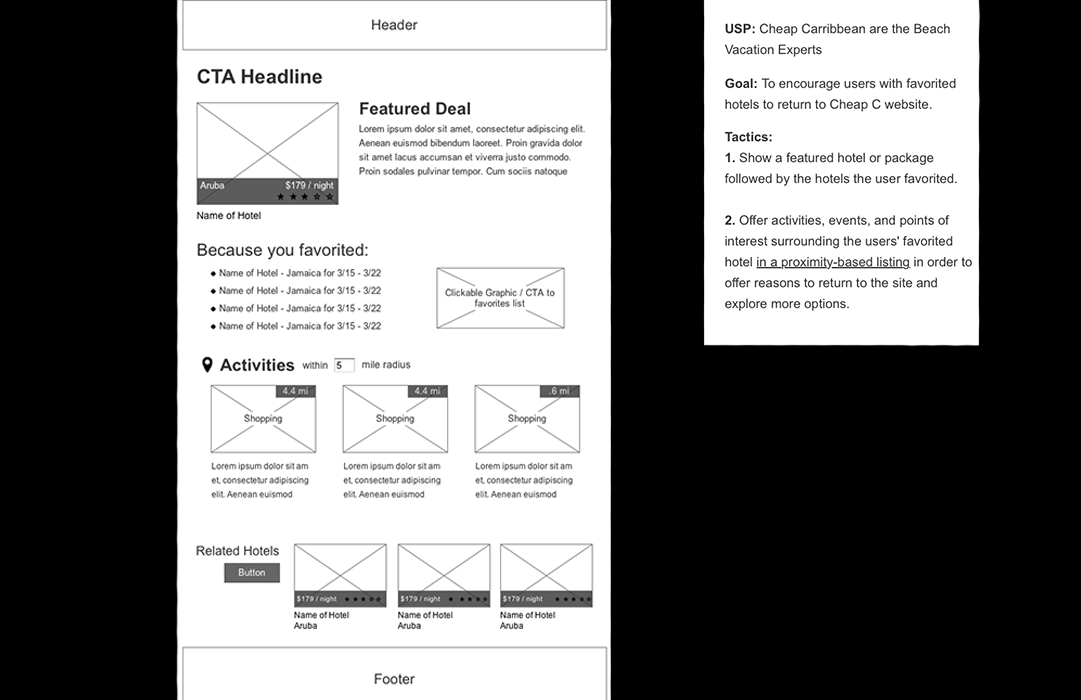 Header
CTA Headline
Featured Deal
Lorem ipsum dolor sit amet, consectetur adipiscing elit.
Aenean euismod bibendum laoreet. Proin gravida dolor
sit amet lacus accumsan et viverra justo commodo.
Proin sodales pulvinar tempor. Cum sociis natoque
Aruba $179 / night
Name of Hotel
Because you favorited:
Name of Hotel - Jamaica for 3/15 - 3/22
Name of Hotel - Jamaica for 3/15 - 3/22
Name of Hotel - Jamaica for 3/15 - 3/22
Name of Hotel - Jamaica for 3/15 - 3/22
Clickable Graphic / CTA to
favorites list
Activities within 5 mile radius
4.4 mi
Shopping
Lorem ipsum dolor sit am
et, consectetur adipiscing
elit. Aenean euismod
4.4 mi
Shopping
Lorem ipsum dolor sit am
et, consectetur adipiscing
elit. Aenean euismod
.6 mi
Shopping
Lorem ipsum dolor sit am
et, consectetur adipiscing
elit. Aenean euismod
Related Hotels
Button
$179 / night
Name of Hotel
Aruba
$179 / night
Name of Hotel
Aruba
$179 / night
Name of Hotel
Aruba
Footer
USP: Cheap Carribbean are the Beach
Vacation Experts
Goal: To encourage users with favorited
hotels to return to Cheap C website.
Tactics:
1. Show a featured hotel or package
followed by the hotels the user favorited.
2. Offer activities, events, and points of
interest surrounding the users' favorited
hotel in a proximity-based listing in order to
offer reasons to return to the site and
explore more options.